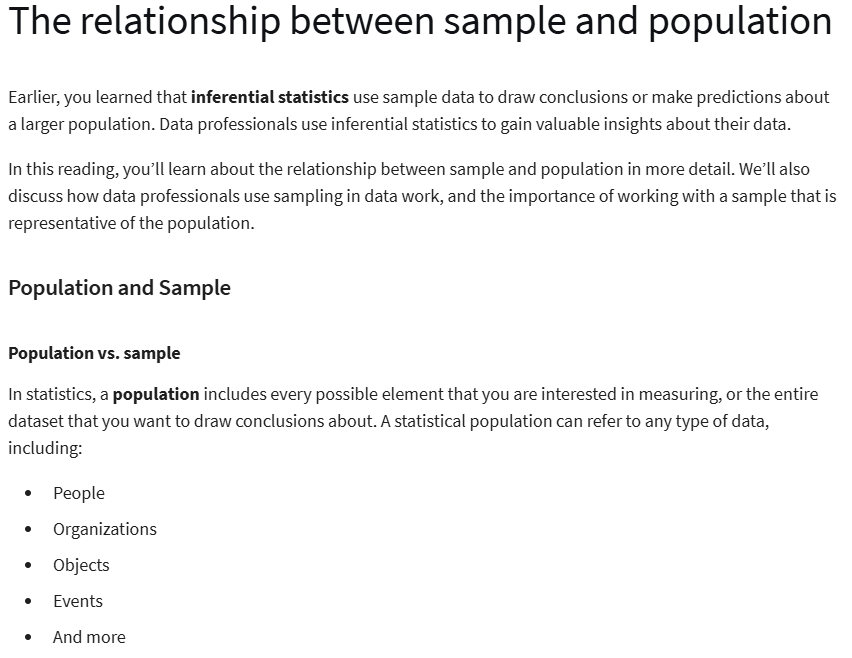 The relationship between sample and population
Earlier, you learned that inferential statistics use sample data to draw conclusions or make predictions about
a larger population. Data professionals use inferential statistics to gain valuable insights about their data.
In this reading, you’ll learn about the relationship between sample and population in more detail. We’ll also
discuss how data professionals use sampling in data work, and the importance of working with a sample that is
representative of the population.
Population and Sample
Population vs. sample
In statistics, a population includes every possible element that you are interested in measuring, or the entire
dataset that you want to draw conclusions about. A statistical population can refer to any type of data,
including:
• People
• Organizations
• Objects
• Events
• And more